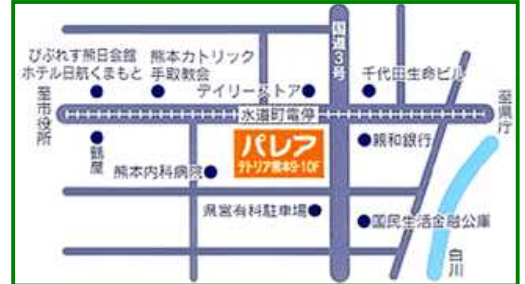 びぷれす熊日会館
ホテル日航くまもと
熊本カトリック
手取教会
国道3号
デイリーストア
千代田生命ビル
至市役所
水道町電停
至県庁
鶴屋
パレア
テトリア熊本9・10F
親和銀行
熊本内科病院
県営有料駐車場
国民生活金融公庫
白川